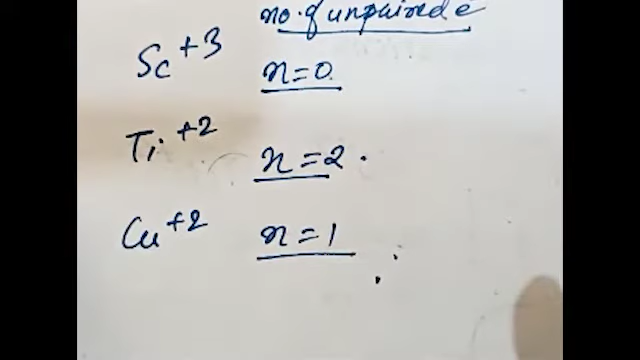 no. of unpaired e
Sc +3 n=0.
Ti +2 n=2.
Cu +2 n=1